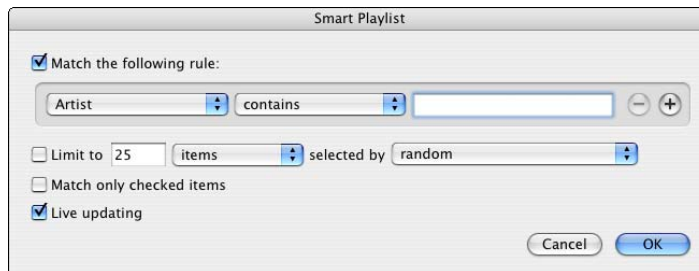 Smart Playlist
Match the following rule:
Artist contains
Limit to 25 items selected by random
Match only checked items
Live updating
Cancel OK